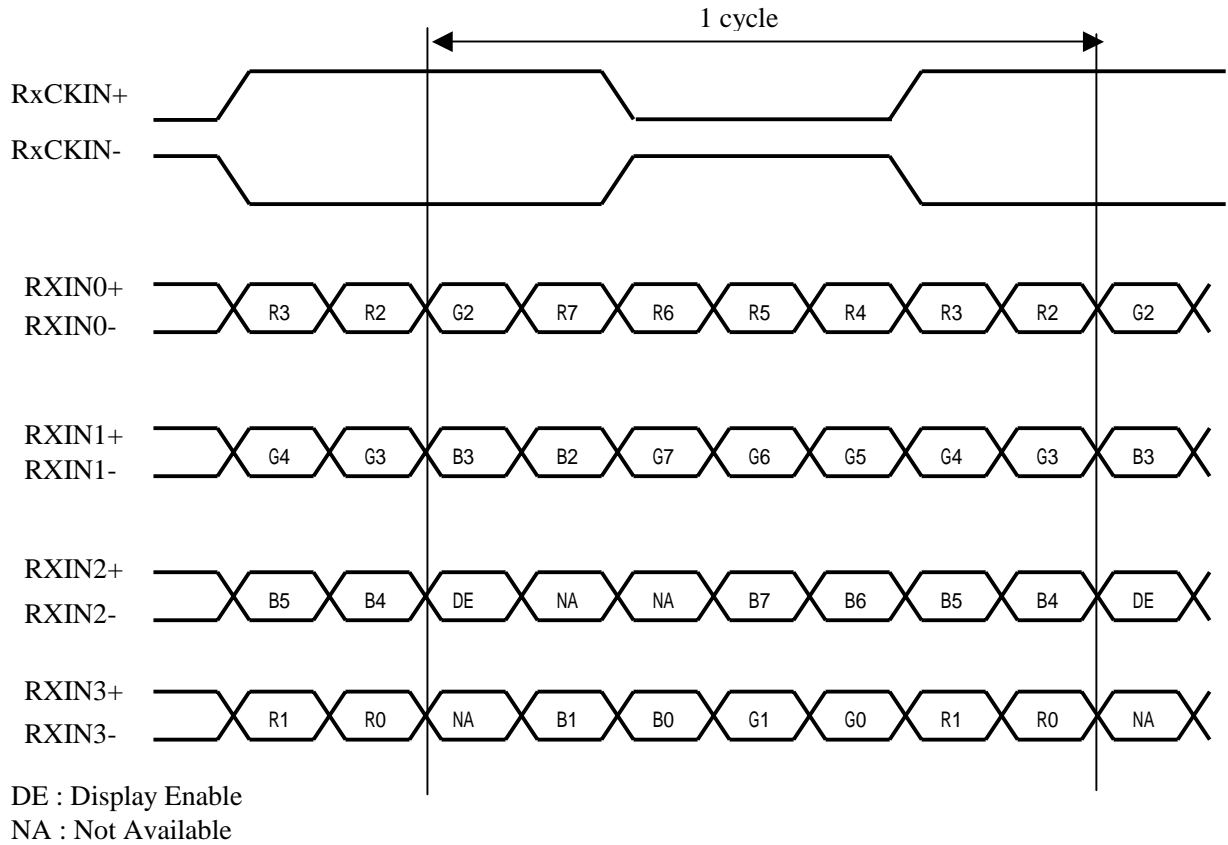 1 cycle
RxCKIN+
RxCKIN-
RXIN0+
RXIN0-
R3 R2 G2 R7 R6 R5 R4 R3 R2 G2
RXIN1+
RXIN1-
G4 G3 B3 B2 G7 G6 G5 G4 G3 B3
RXIN2+
RXIN2-
B5 B4 DE NA NA B7 B6 B5 B4 DE
RXIN3+
RXIN3-
R1 R0 NA B1 B0 G1 G0 R1 R0 NA
DE : Display Enable
NA : Not Available